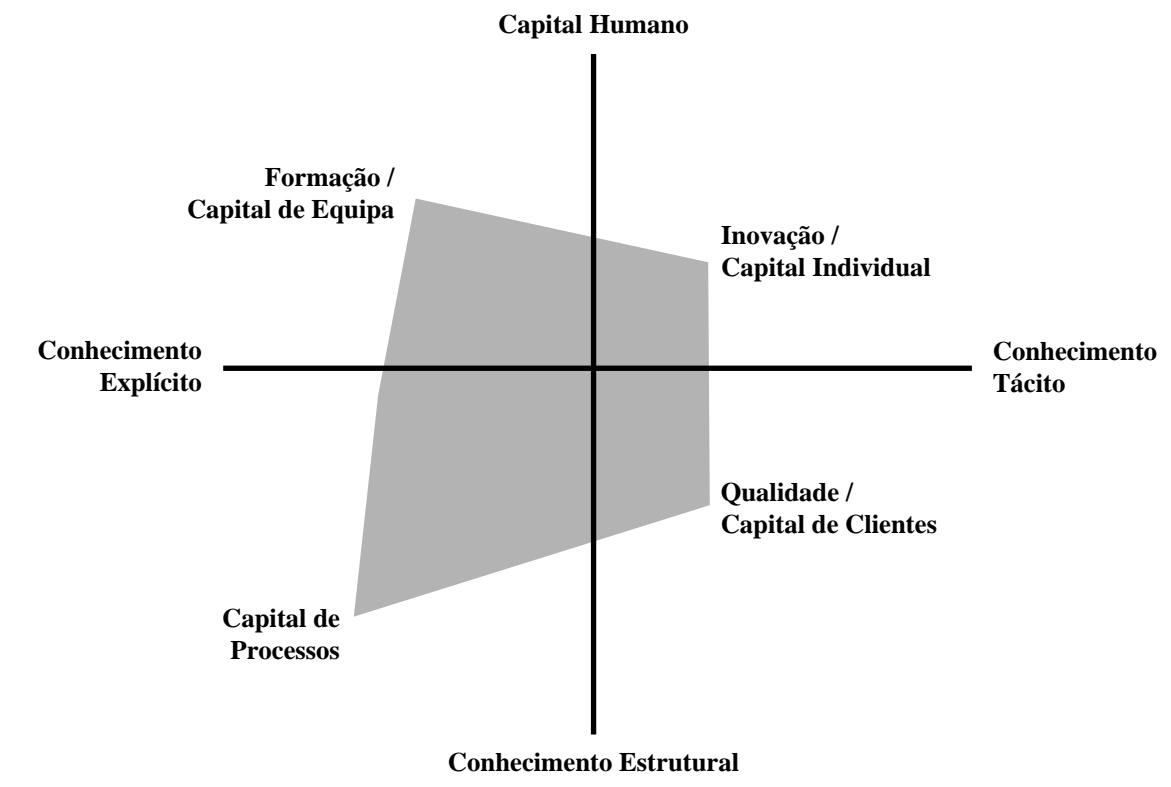 Capital Humano
Formação /
Capital de Equipa
Inovação /
Capital Individual
Conhecimento
Explícito
Conhecimento
Tácito
Qualidade /
Capital de Clientes
Capital de
Processos
Conhecimento Estrutural